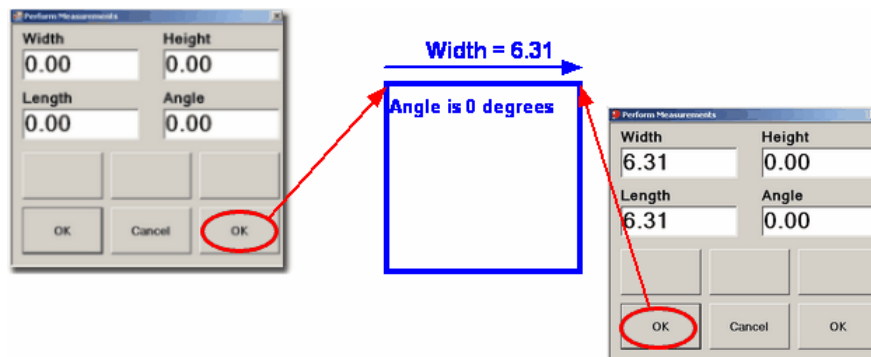 Perform Measurements
Width Height
0.00 0.00
Length Angle
0.00 0.00
OK Cancel OK
Width = 6.31
Angle is 0 degrees
Perform Measurements
Width Height
6.31 0.00
Length Angle
6.31 0.00
OK Cancel OK